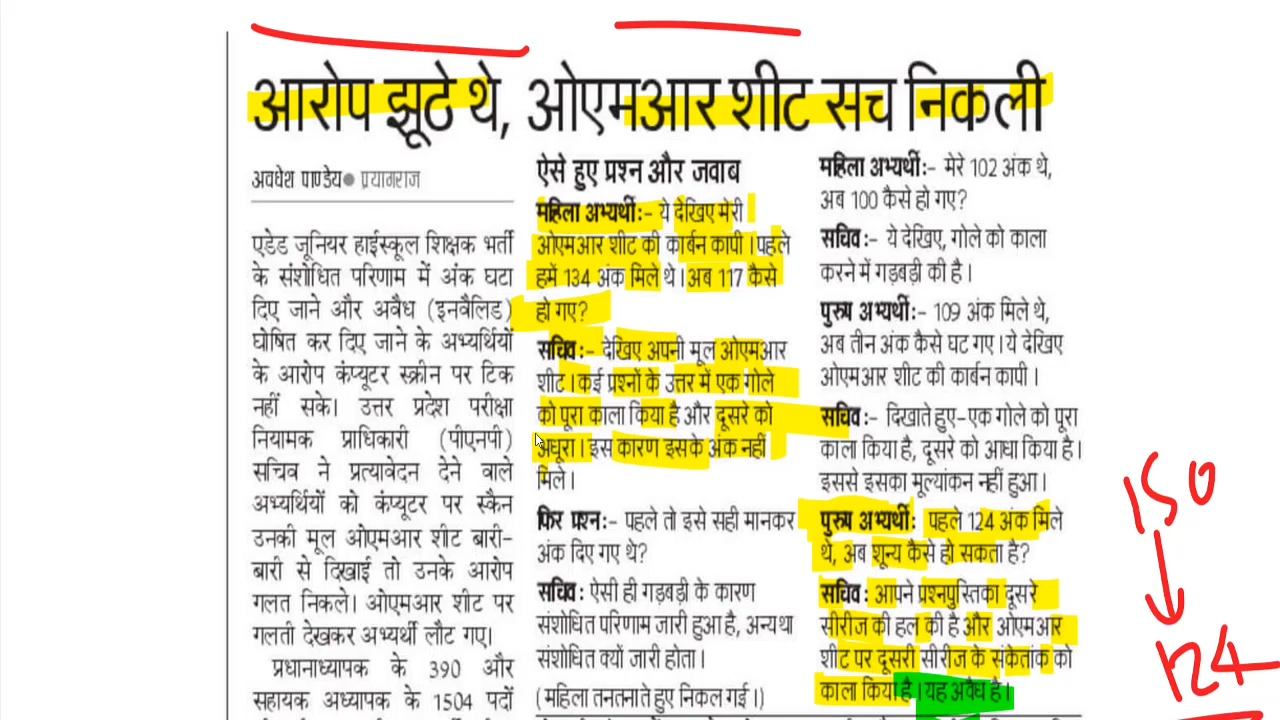 आरोप झूठे थे, ओएमआर शीट सच निकली
अवधेश पाण्डेय● प्रयागराज
एडेड जूनियर हाईस्कूल शिक्षक भर्ती
के संशोधित परिणाम में अंक घटा
दिए जाने और अवैध (इनवैलिड)
घोषित कर दिए जाने के अभ्यर्थियों
के आरोप कंप्यूटर स्क्रीन पर टिक
नहीं सके। उत्तर प्रदेश परीक्षा
नियामक प्राधिकारी (पीएनपी)
सचिव ने प्रत्यावेदन देने वाले
अभ्यर्थियों को कंप्यूटर पर स्कैन
उनकी मूल ओएमआर शीट बारी-
बारी से दिखाई तो उनके आरोप
गलत निकले। ओएमआर शीट पर
गलती देखकर अभ्यर्थी लौट गए।
प्रधानाध्यापक के 390 और
सहायक अध्यापक के 1504 पदों
ऐसे हुए प्रश्न और जवाब
महिला अभ्यर्थी:- ये देखिए मेरी
ओएमआर शीट की कार्बन कापी। पहले
हमें 134 अंक मिले थे। अब 117 कैसे
हो गए?
सचिव:- देखिए अपनी मूल ओएमआर
शीट। कई प्रश्नों के उत्तर में एक गोले
को पूरा काला किया है और दूसरे को
अधूरा। इस कारण इसके अंक नहीं
मिले।
फिर प्रश्न:- पहले तो इसे सही मानकर
अंक दिए गए थे?
सचिव: ऐसी ही गड़बड़ी के कारण
संशोधित परिणाम जारी हुआ है, अन्यथा
संशोधित क्यों जारी होता।
(महिला तनतनाते हुए निकल गई।)
महिला अभ्यर्थी:- मेरे 102 अंक थे,
अब 100 कैसे हो गए?
सचिव:- ये देखिए, गोले को काला
करने में गड़बड़ी की है।
पुरुष अभ्यर्थी:- 109 अंक मिले थे,
अब तीन अंक कैसे घट गए। ये देखिए
ओएमआर शीट की कार्बन कापी।
सचिव:- दिखाते हुए-एक गोले को पूरा
काला किया है, दूसरे को आधा किया है।
इससे इसका मूल्यांकन नहीं हुआ।
पुरुष अभ्यर्थी: पहले 124 अंक मिले
थे, अब शून्य कैसे हो सकता है?
सचिव: आपने प्रश्नपुस्तिका दूसरे
सीरीज की हल की है और ओएमआर
शीट पर दूसरी सीरीज के संकेतांक को
काला किया है। यह अवैध है।
150
124